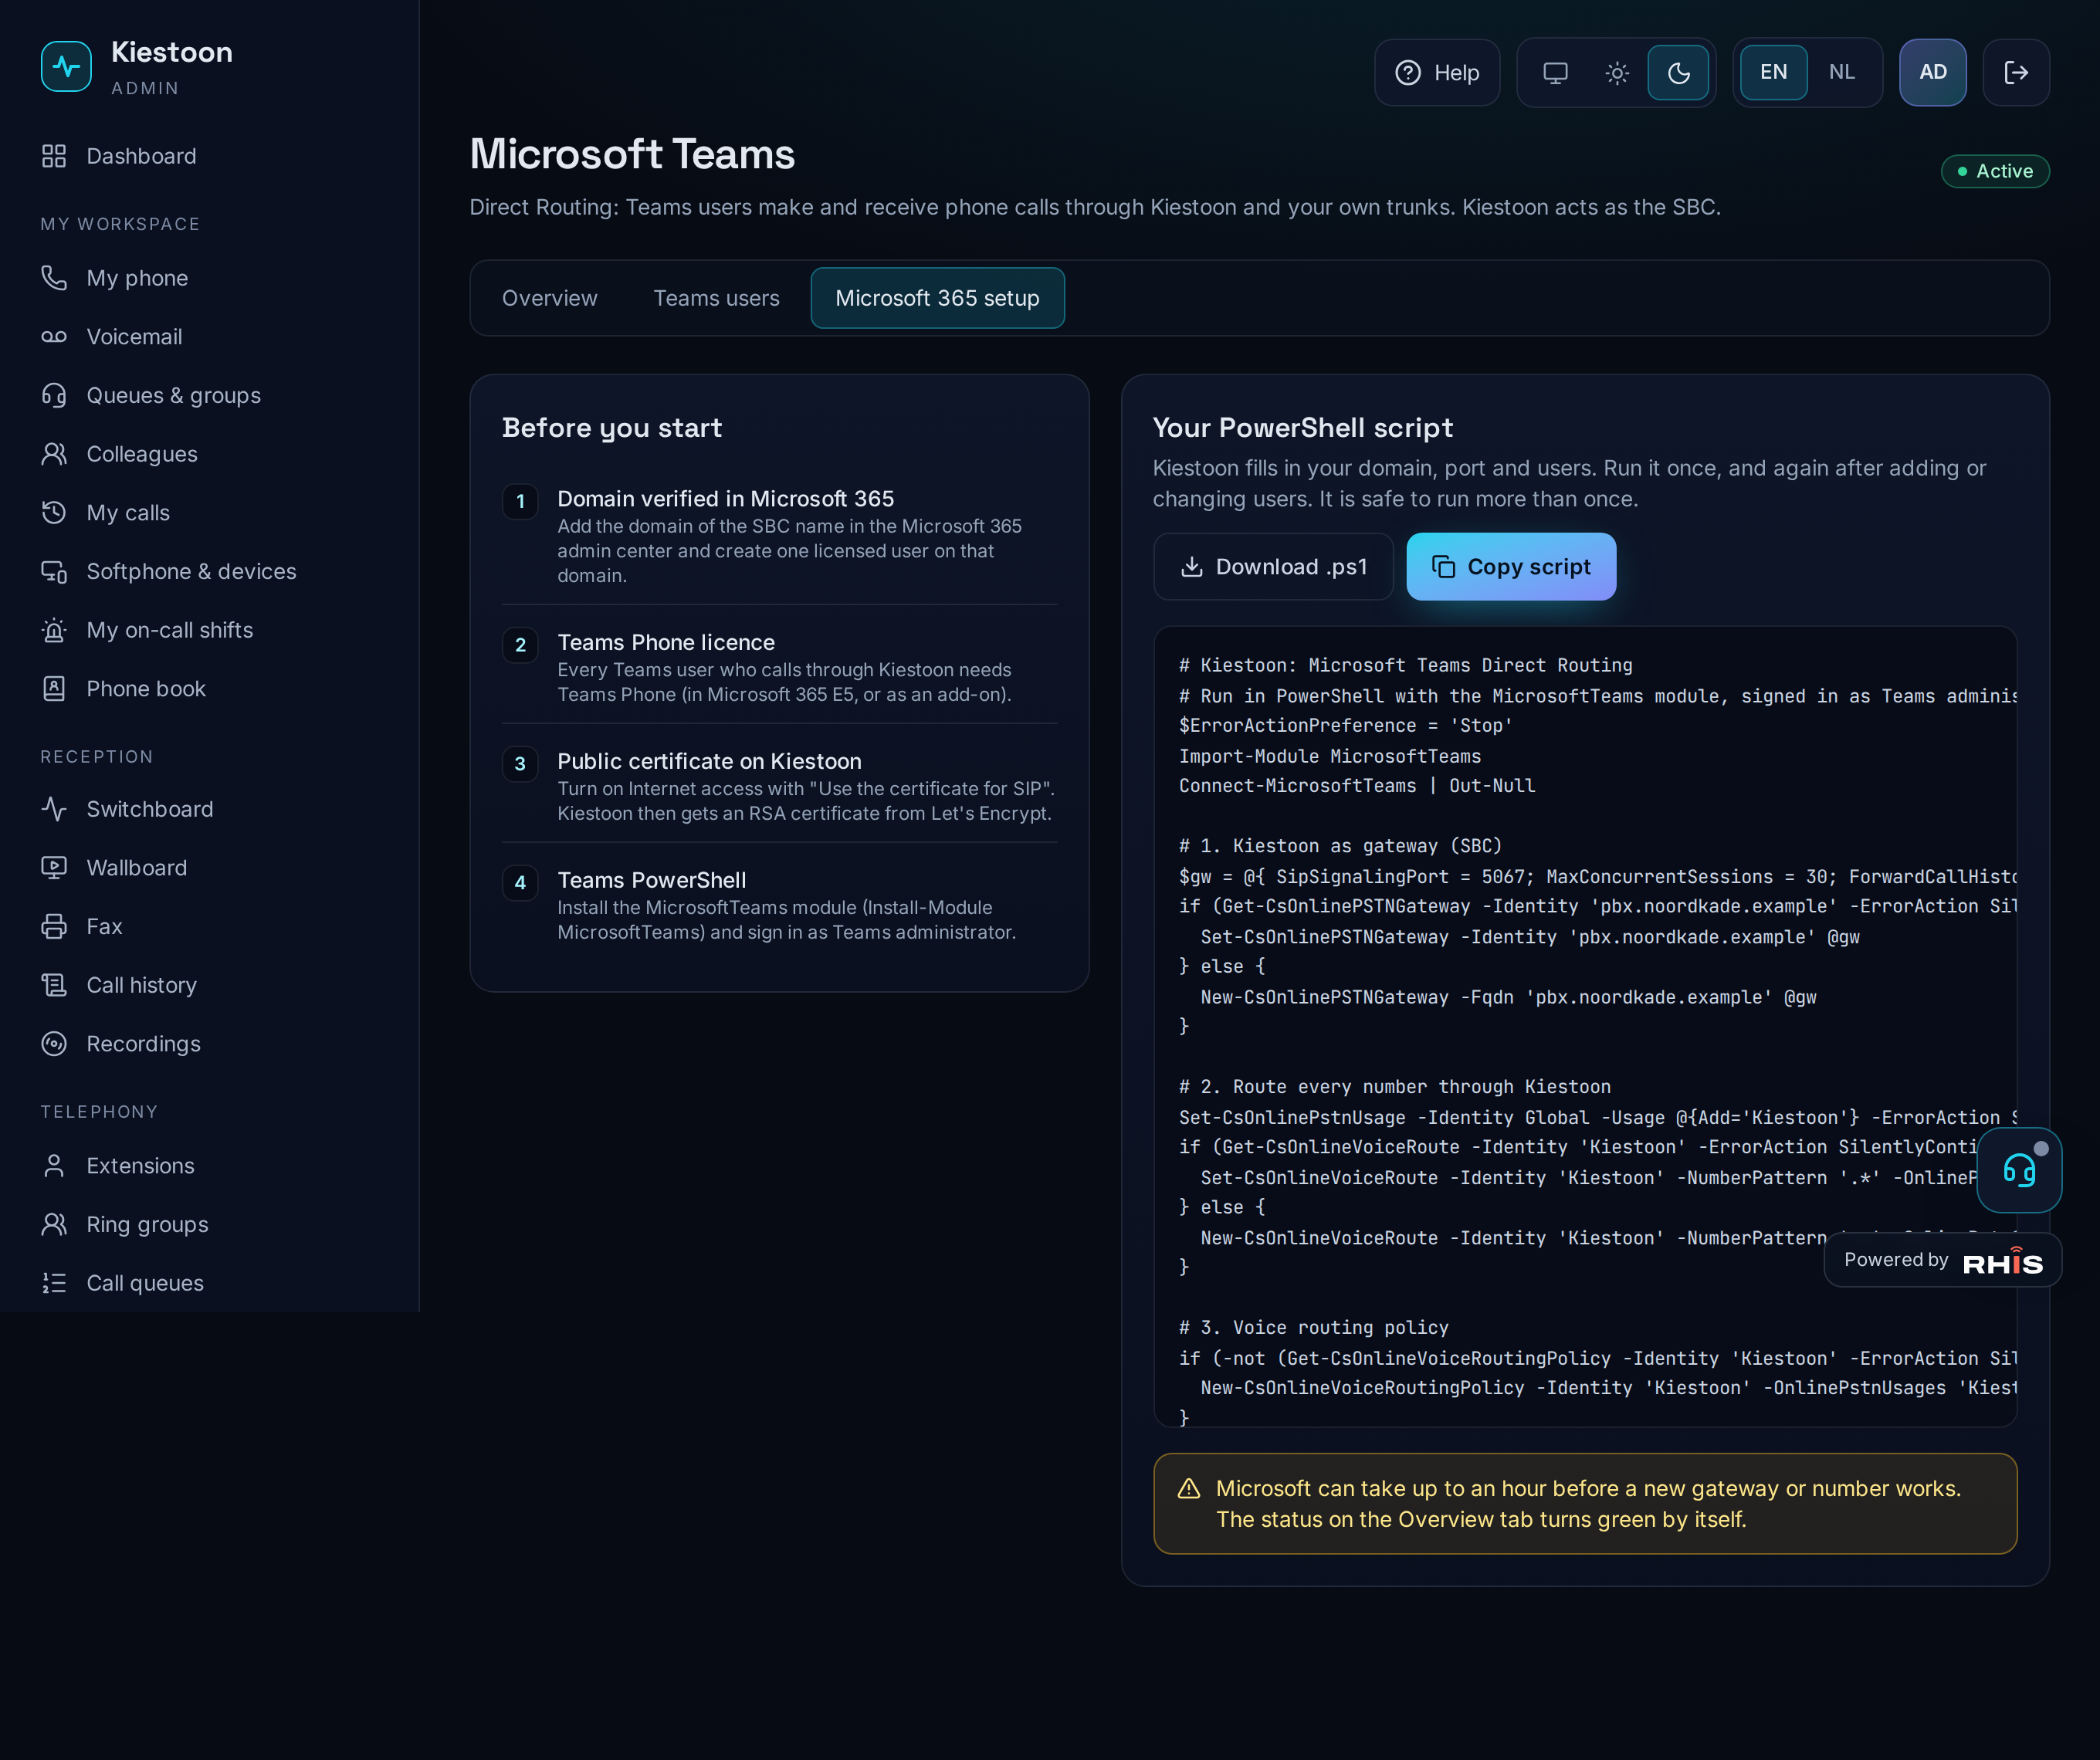 Kiestoon
ADMIN
Dashboard
MY WORKSPACE
My phone
Voicemail
Queues & groups
Colleagues
My calls
Softphone & devices
My on-call shifts
Phone book
RECEPTION
Switchboard
Wallboard
Fax
Call history
Recordings
TELEPHONY
Extensions
Ring groups
Call queues
Help
EN
NL
AD
Microsoft Teams
Active
Direct Routing: Teams users make and receive phone calls through Kiestoon and your own trunks. Kiestoon acts as the SBC.
Overview
Teams users
Microsoft 365 setup
Before you start
1
Domain verified in Microsoft 365
Add the domain of the SBC name in the Microsoft 365
admin center and create one licensed user on that
domain.
2
Teams Phone licence
Every Teams user who calls through Kiestoon needs
Teams Phone (in Microsoft 365 E5, or as an add-on).
3
Public certificate on Kiestoon
Turn on Internet access with "Use the certificate for SIP".
Kiestoon then gets an RSA certificate from Let's Encrypt.
4
Teams PowerShell
Install the MicrosoftTeams module (Install-Module
MicrosoftTeams) and sign in as Teams administrator.
Your PowerShell script
Kiestoon fills in your domain, port and users. Run it once, and again after adding or
changing users. It is safe to run more than once.
Download .ps1
Copy script
# Kiestoon: Microsoft Teams Direct Routing
# Run in PowerShell with the MicrosoftTeams module, signed in as Teams adminis
$ErrorActionPreference = 'Stop'
Import-Module MicrosoftTeams
Connect-MicrosoftTeams | Out-Null
# 1. Kiestoon as gateway (SBC)
$gw = @{ SipSignalingPort = 5067; MaxConcurrentSessions = 30; ForwardCallHisto
if (Get-CsOnlinePSTNGateway -Identity 'pbx.noordkade.example' -ErrorAction Sil
Set-CsOnlinePSTNGateway -Identity 'pbx.noordkade.example' @gw
} else {
New-CsOnlinePSTNGateway -Fqdn 'pbx.noordkade.example' @gw
}
# 2. Route every number through Kiestoon
Set-CsOnlinePstnUsage -Identity Global -Usage @{Add='Kiestoon'} -ErrorAction S
if (Get-CsOnlineVoiceRoute -Identity 'Kiestoon' -ErrorAction SilentlyConti
Set-CsOnlineVoiceRoute -Identity 'Kiestoon' -NumberPattern '.*' -OnlineP
} else {
New-CsOnlineVoiceRoute -Identity 'Kiestoon' -NumberPattern
}
# 3. Voice routing policy
if (-not (Get-CsOnlineVoiceRoutingPolicy -Identity 'Kiestoon' -ErrorAction Sil
New-CsOnlineVoiceRoutingPolicy -Identity 'Kiestoon' -OnlinePstnUsages 'Kiest
}
Powered by RHiS
Microsoft can take up to an hour before a new gateway or number works.
The status on the Overview tab turns green by itself.